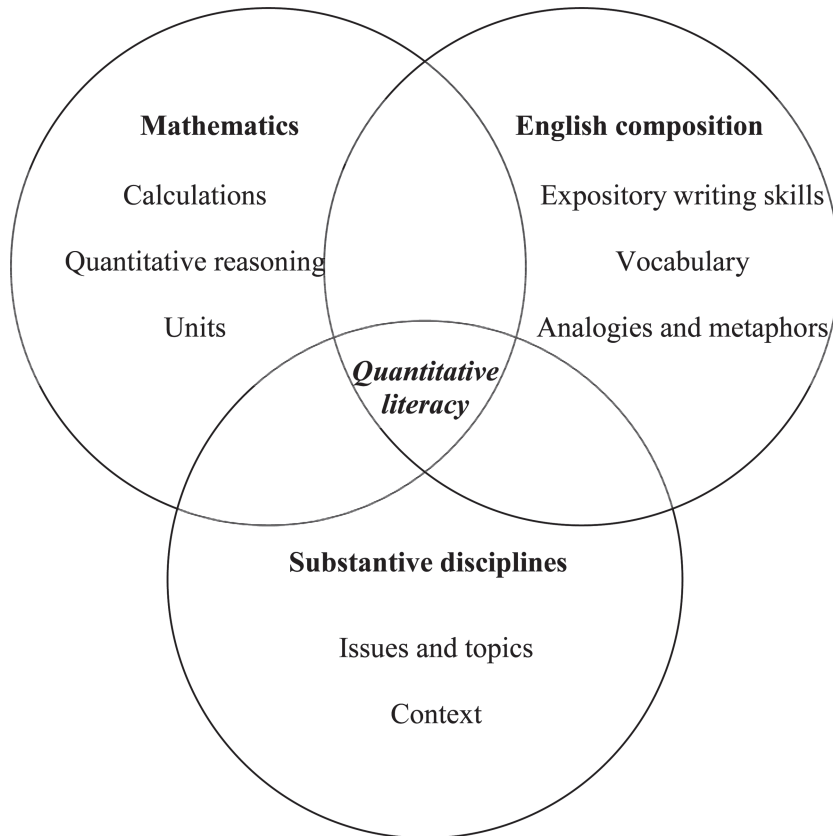 Mathematics
Calculations
Quantitative reasoning
Units
English composition
Expository writing skills
Vocabulary
Analogies and metaphors
Quantitative
literacy
Substantive disciplines
Issues and topics
Context